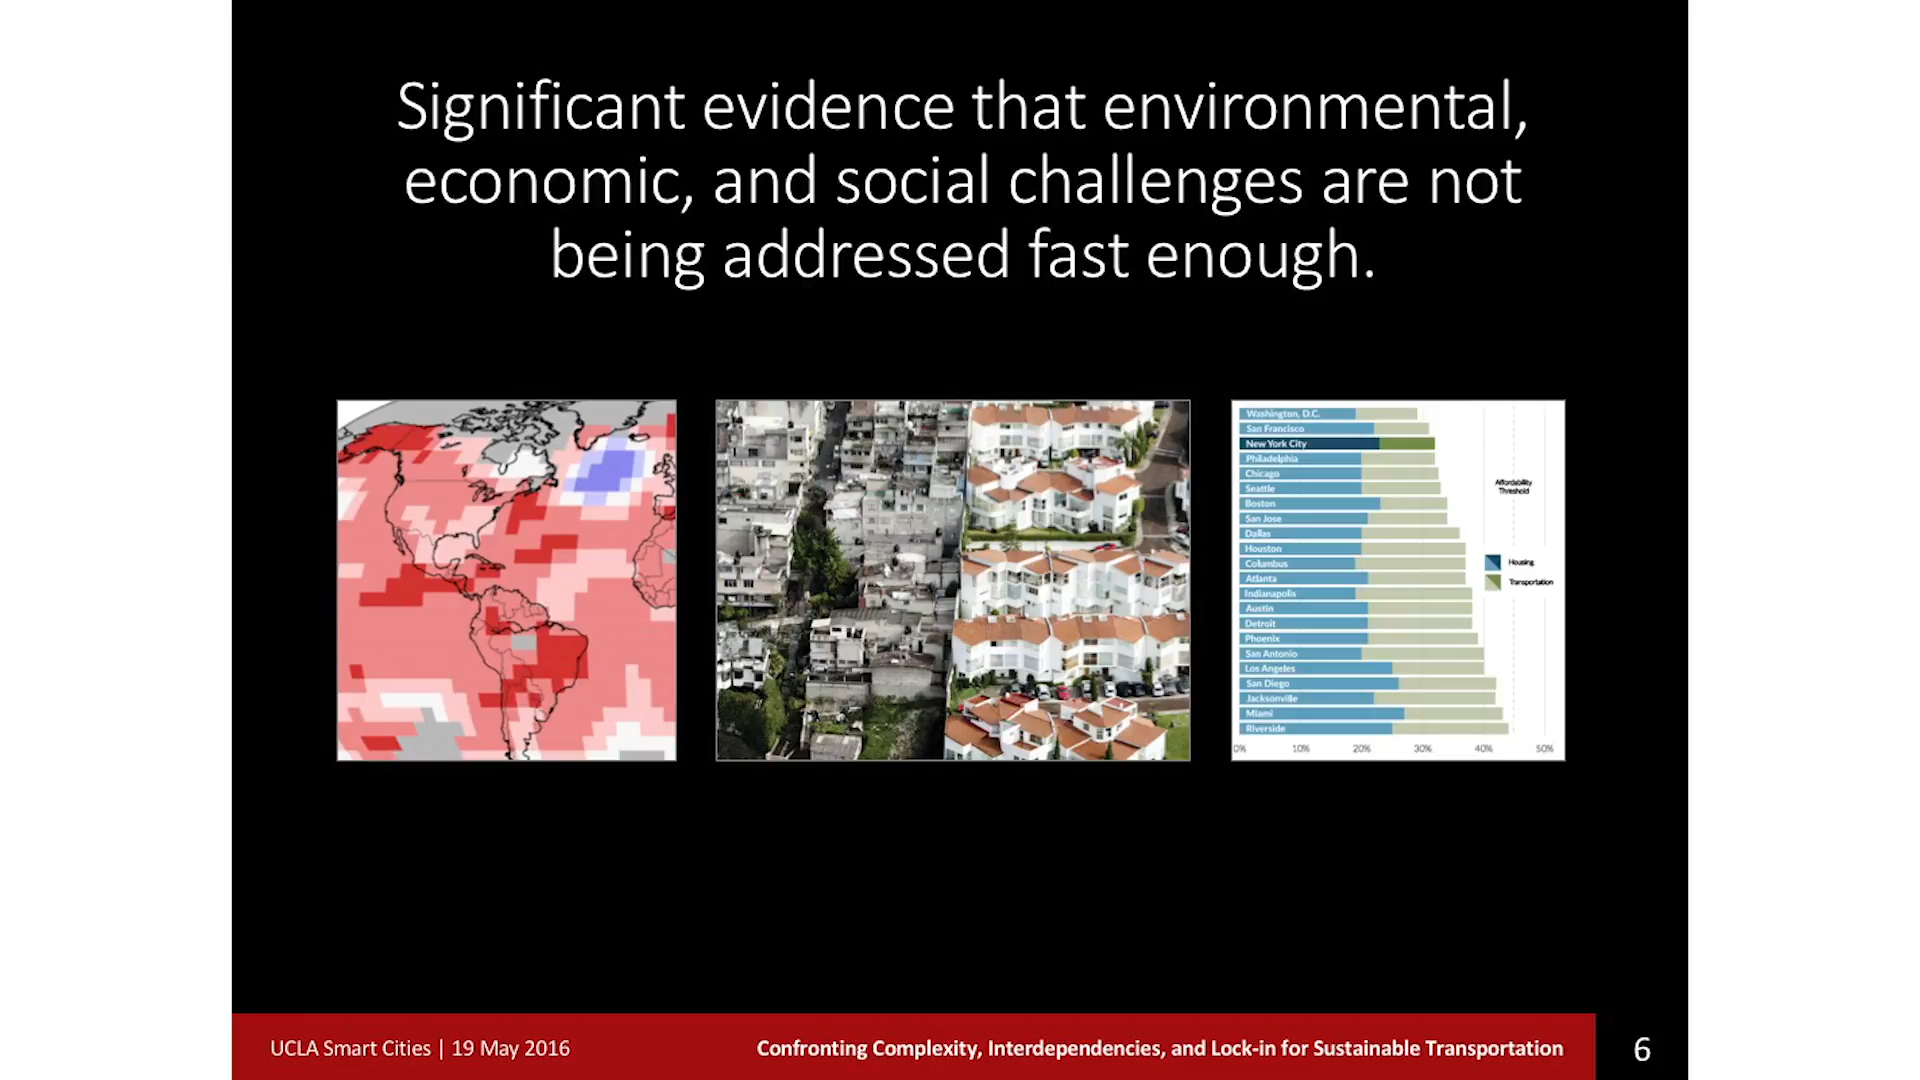 Significant evidence that environmental,
economic, and social challenges are not
being addressed fast enough.
Washington, D.C.
San Francisco
New York City
Philadelphia
Chicago
Seattle
Boston
San Jose
Dallas
Houston
Columbus
Atlanta
Indianapolis
Austin
Detroit
Phoenix
San Antonio
Los Angeles
San Diego
Jacksonville
Miami
Riverside
Affordability
Threshold
Housing
Transportation
0% 10% 20% 30% 40% 50%
UCLA Smart Cities | 19 May 2016
Confronting Complexity, Interdependencies, and Lock-in for Sustainable Transportation
6